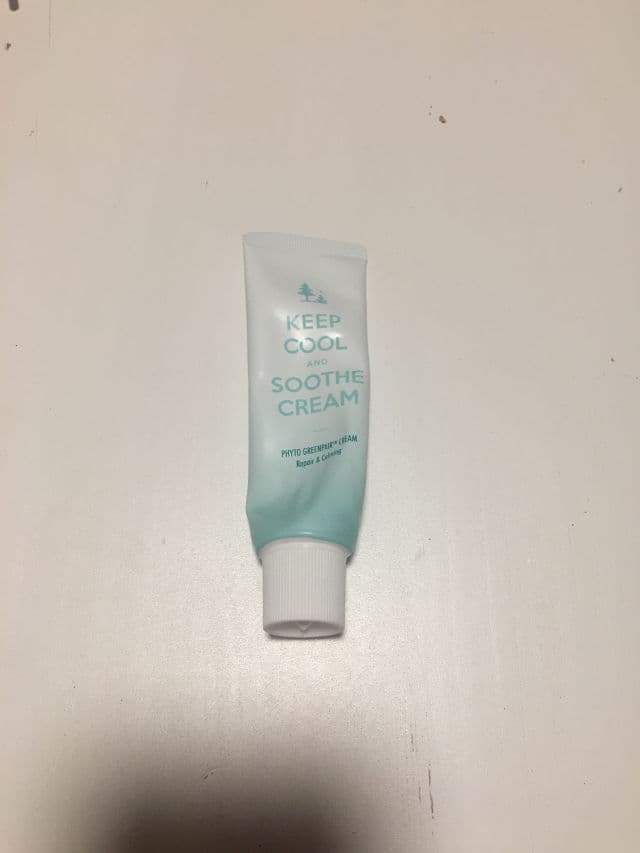 KEEP
COOL
AND
SOOTHE
CREAM
PHYTO GREENPAIR™ CREAM
Repair & Calming